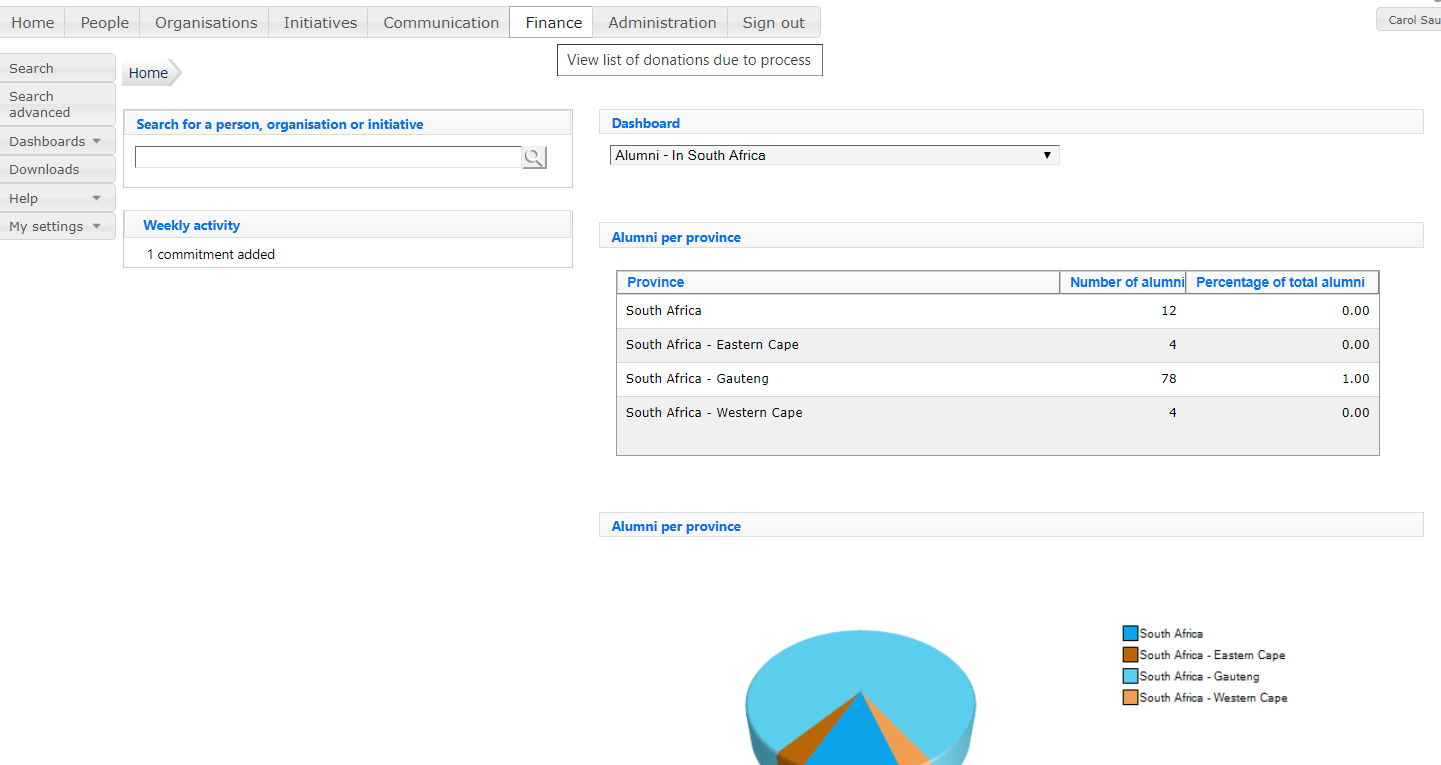 Home People Organisations Initiatives Communication Finance Administration Sign out
Carol Sau
View list of donations due to process
Search
Search
advanced
Dashboards
Downloads
Help
My settings
Home
Search for a person, organisation or initiative
Weekly activity
1 commitment added
Dashboard
Alumni - In South Africa
Alumni per province
Province Number of alumni Percentage of total alumni
South Africa 12 0.00
South Africa - Eastern Cape 4 0.00
South Africa - Gauteng 78 1.00
South Africa - Western Cape 4 0.00
Alumni per province
South Africa
South Africa - Eastern Cape
South Africa - Gauteng
South Africa - Western Cape